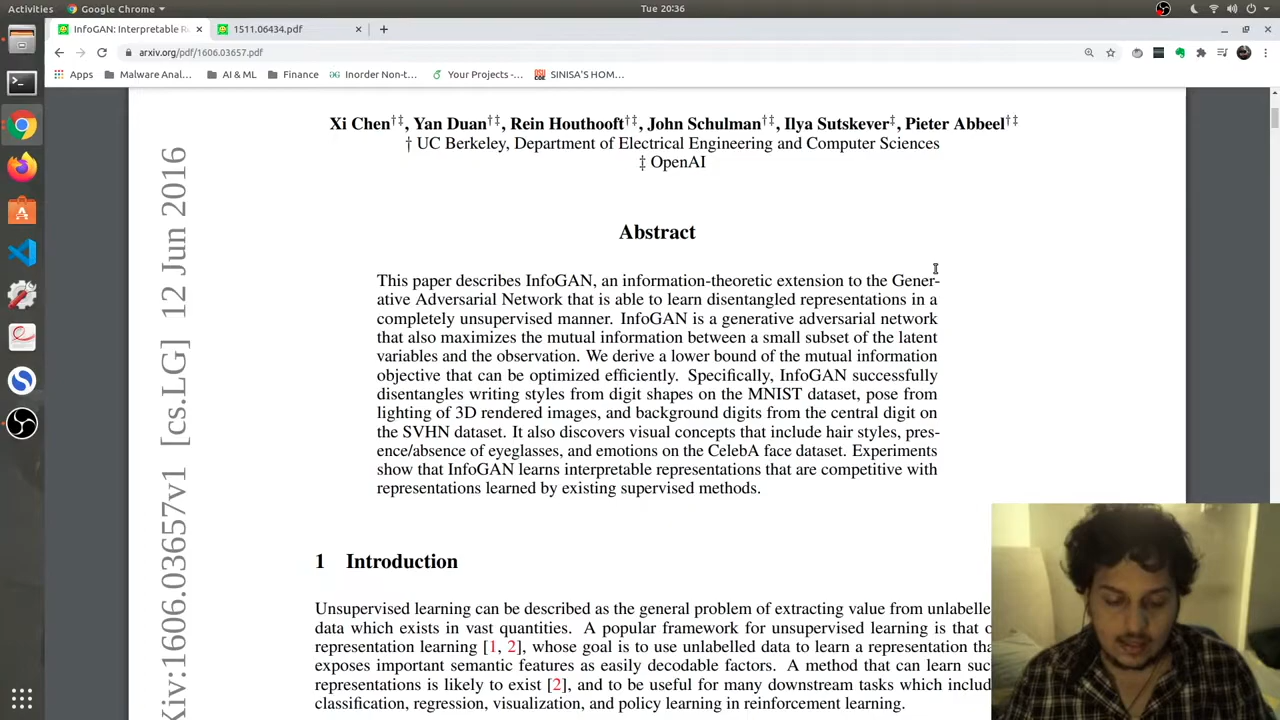 Activities
Google Chrome
Tue 20:36
InfoGAN: Interpretable R
1511.06434.pdf
arxiv.org/pdf/1606.03657.pdf
Apps
Malware Anal...
AI & ML
Finance
Inorder Non-t...
Your Projects -...
SINISA'S HOM...
Xi Chen†‡, Yan Duan†‡, Rein Houthooft†‡, John Schulman†‡, Ilya Sutskever‡, Pieter Abbeel†‡
† UC Berkeley, Department of Electrical Engineering and Computer Sciences
‡ OpenAI
Abstract
This paper describes InfoGAN, an information-theoretic extension to the Gener-
ative Adversarial Network that is able to learn disentangled representations in a
completely unsupervised manner. InfoGAN is a generative adversarial network
that also maximizes the mutual information between a small subset of the latent
variables and the observation. We derive a lower bound of the mutual information
objective that can be optimized efficiently. Specifically, InfoGAN successfully
disentangles writing styles from digit shapes on the MNIST dataset, pose from
lighting of 3D rendered images, and background digits from the central digit on
the SVHN dataset. It also discovers visual concepts that include hair styles, pres-
ence/absence of eyeglasses, and emotions on the CelebA face dataset. Experiments
show that InfoGAN learns interpretable representations that are competitive with
representations learned by existing supervised methods.
1 Introduction
Unsupervised learning can be described as the general problem of extracting value from unlabelle
data which exists in vast quantities. A popular framework for unsupervised learning is that o
representation learning [1, 2], whose goal is to use unlabelled data to learn a representation tha
exposes important semantic features as easily decodable factors. A method that can learn suc
representations is likely to exist [2], and to be useful for many downstream tasks which includ
classification, regression, visualization, and policy learning in reinforcement learning.
Xiv:1606.03657v1 [cs.LG] 12 Jun 2016